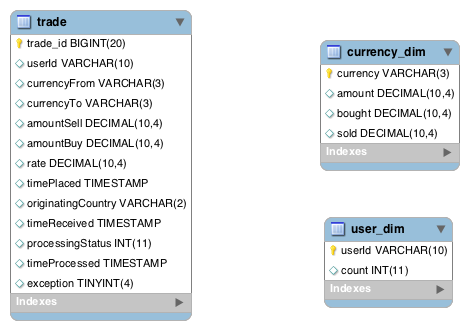 trade
trade_id BIGINT(20)
userId VARCHAR(10)
currencyFrom VARCHAR(3)
currencyTo VARCHAR(3)
amountSell DECIMAL(10,4)
amountBuy DECIMAL(10,4)
rate DECIMAL(10,4)
timePlaced TIMESTAMP
originatingCountry VARCHAR(2)
timeReceived TIMESTAMP
processingStatus INT(11)
timeProcessed TIMESTAMP
exception TINYINT(4)
Indexes
currency_dim
currency VARCHAR(3)
amount DECIMAL(10,4)
bought DECIMAL(10,4)
sold DECIMAL(10,4)
Indexes
user_dim
userId VARCHAR(10)
count INT(11)
Indexes